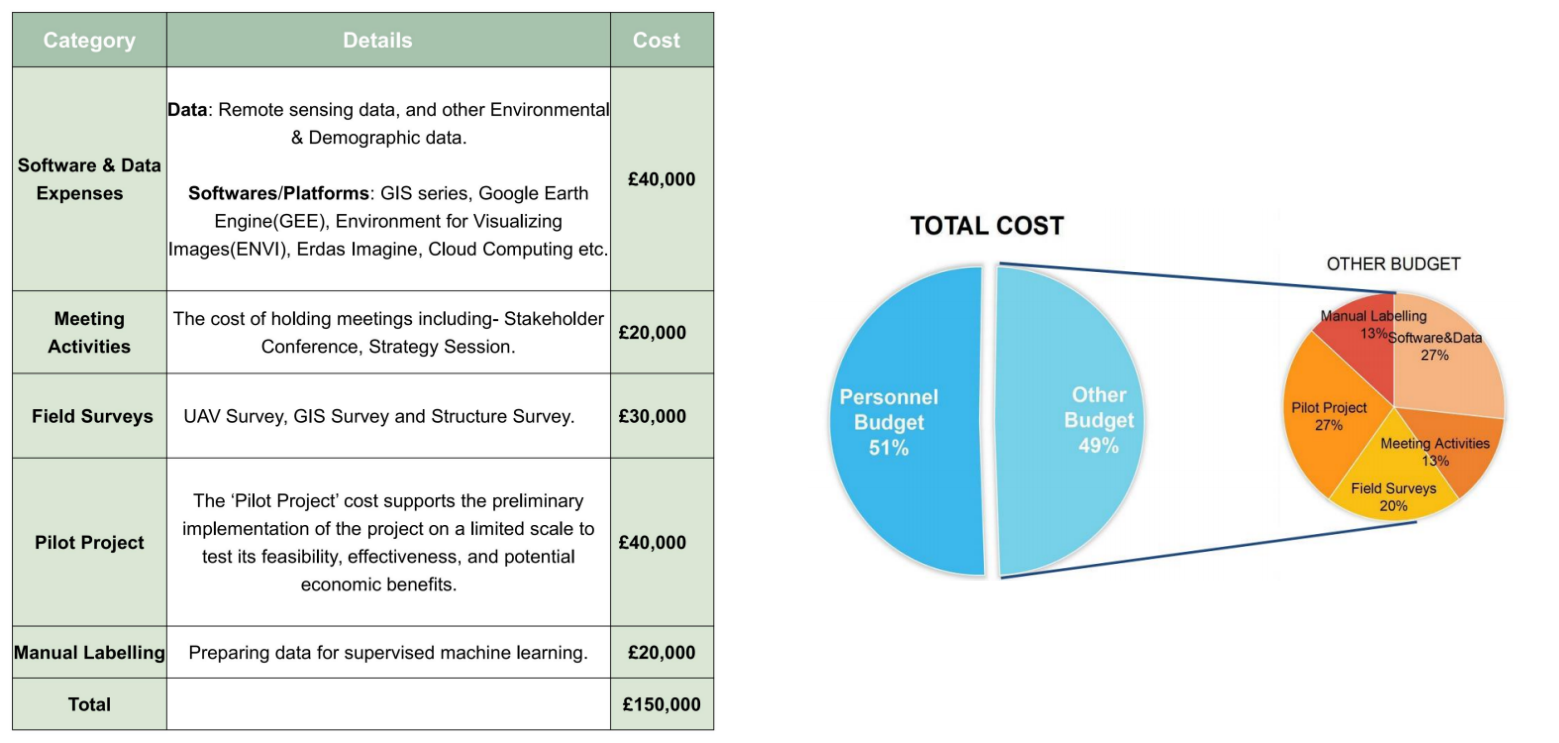 Category Details Cost
Data: Remote sensing data, and other Environmental
& Demographic data.
Software & Data
Expenses
£40,000
Softwares/Platforms: GIS series, Google Earth
Engine(GEE), Environment for Visualizing
Images(ENVI), Erdas Imagine, Cloud Computing etc.
Meeting
Activities
The cost of holding meetings including- Stakeholder
Conference, Strategy Session.
£20,000
Field Surveys
UAV Survey, GIS Survey and Structure Survey.
£30,000
Pilot Project
The ‘Pilot Project’ cost supports the preliminary
implementation of the project on a limited scale to
test its feasibility, effectiveness, and potential
economic benefits.
£40,000
Manual Labelling
Preparing data for supervised machine learning.
£20,000
Total
£150,000
TOTAL COST
Personnel
Budget
51%
Other
Budget
49%
OTHER BUDGET
Manual Labelling
13%
Software&Data
27%
Pilot Project
27%
Meeting Activities
13%
Field Surveys
20%